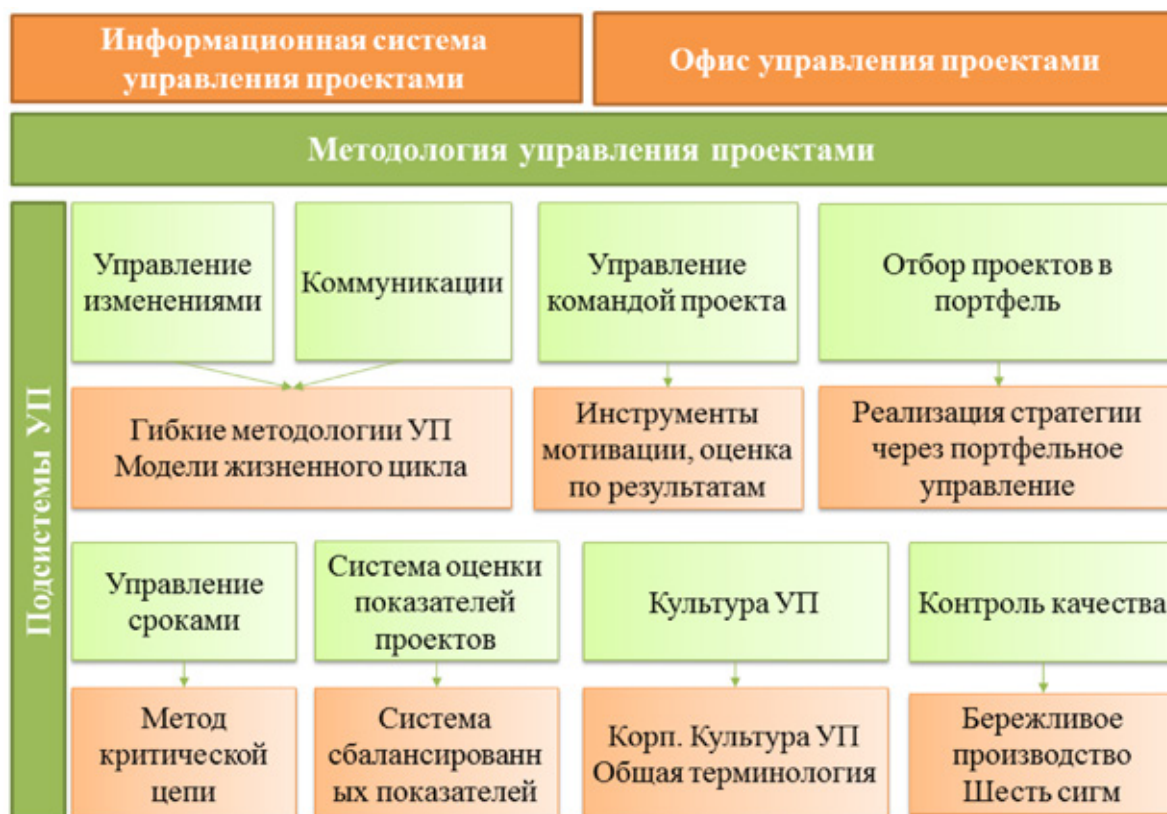 Информационная система
управления проектами
Офис управления проектами
Методология управления проектами
Подсистемы УП
Управление
изменениями
Коммуникации
Управление
командой проекта
Отбор проектов в
портфель
Гибкие методологии УП
Модели жизненного цикла
Инструменты
мотивации, оценка
по результатам
Реализация стратегии
через портфельное
управление
Управление
сроками
Система оценки
показателей
проектов
Культура УП
Контроль качества
Метод
критической
цепи
Система
сбалансированн
ых показателей
Корп. Культура УП
Общая терминология
Бережливое
производство
Шесть сигм